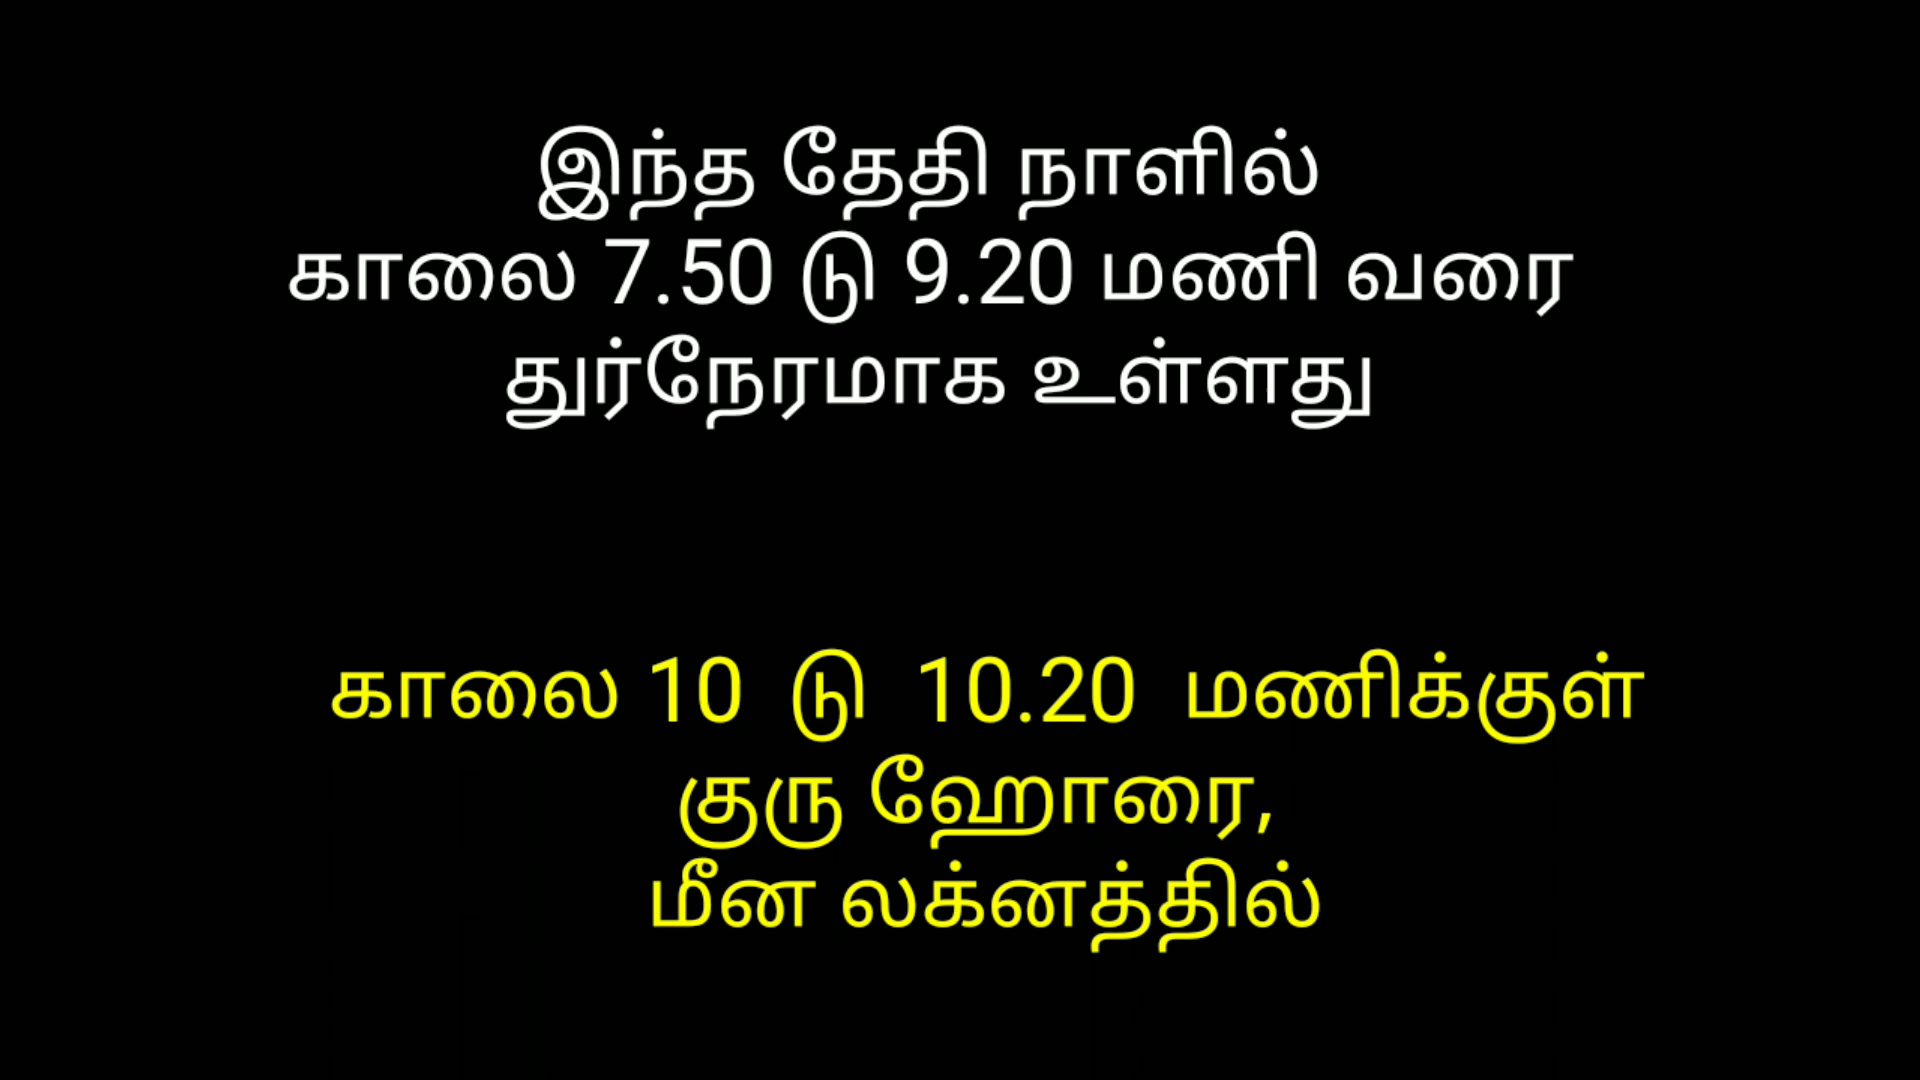 இந்த தேதி நாளில்
காலை 7.50 டு 9.20 மணி வரை
துர்நேரமாக உள்ளது
காலை 10 டு 10.20 மணிக்குள்
குரு ஹோரை,
மீன லக்னத்தில்